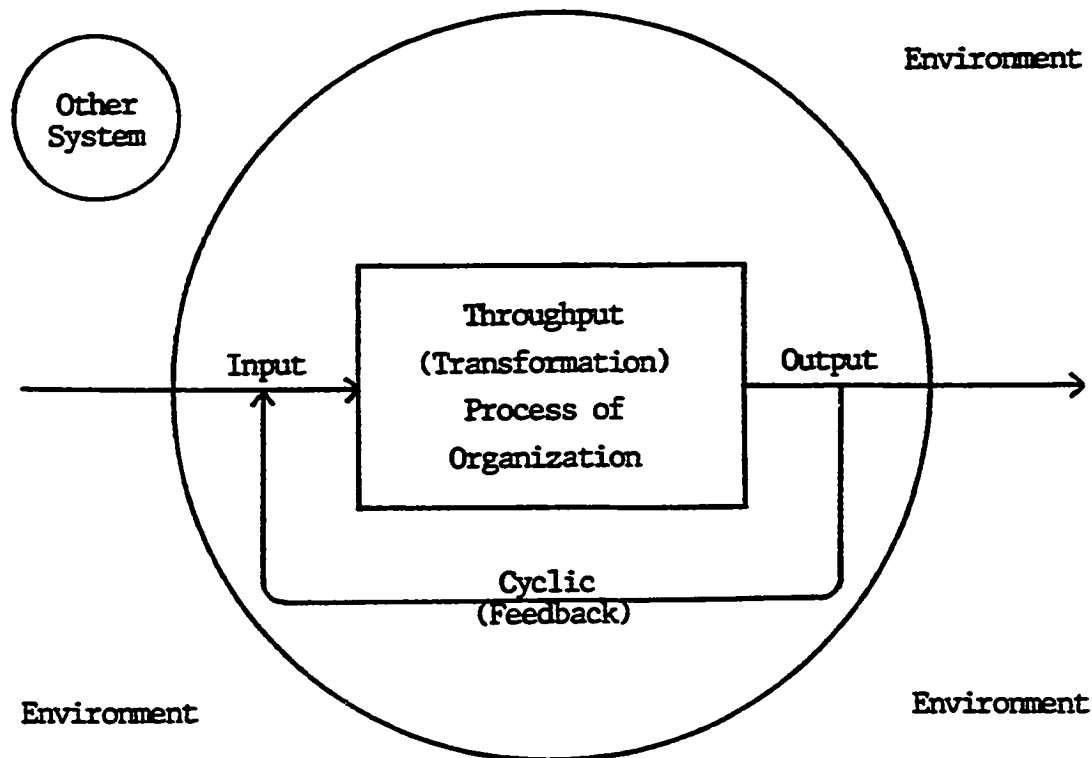 Environment
Other
System
Throughput
(Transformation)
Process of
Organization
Input
Output
Cyclic
(Feedback)
Environment
Environment